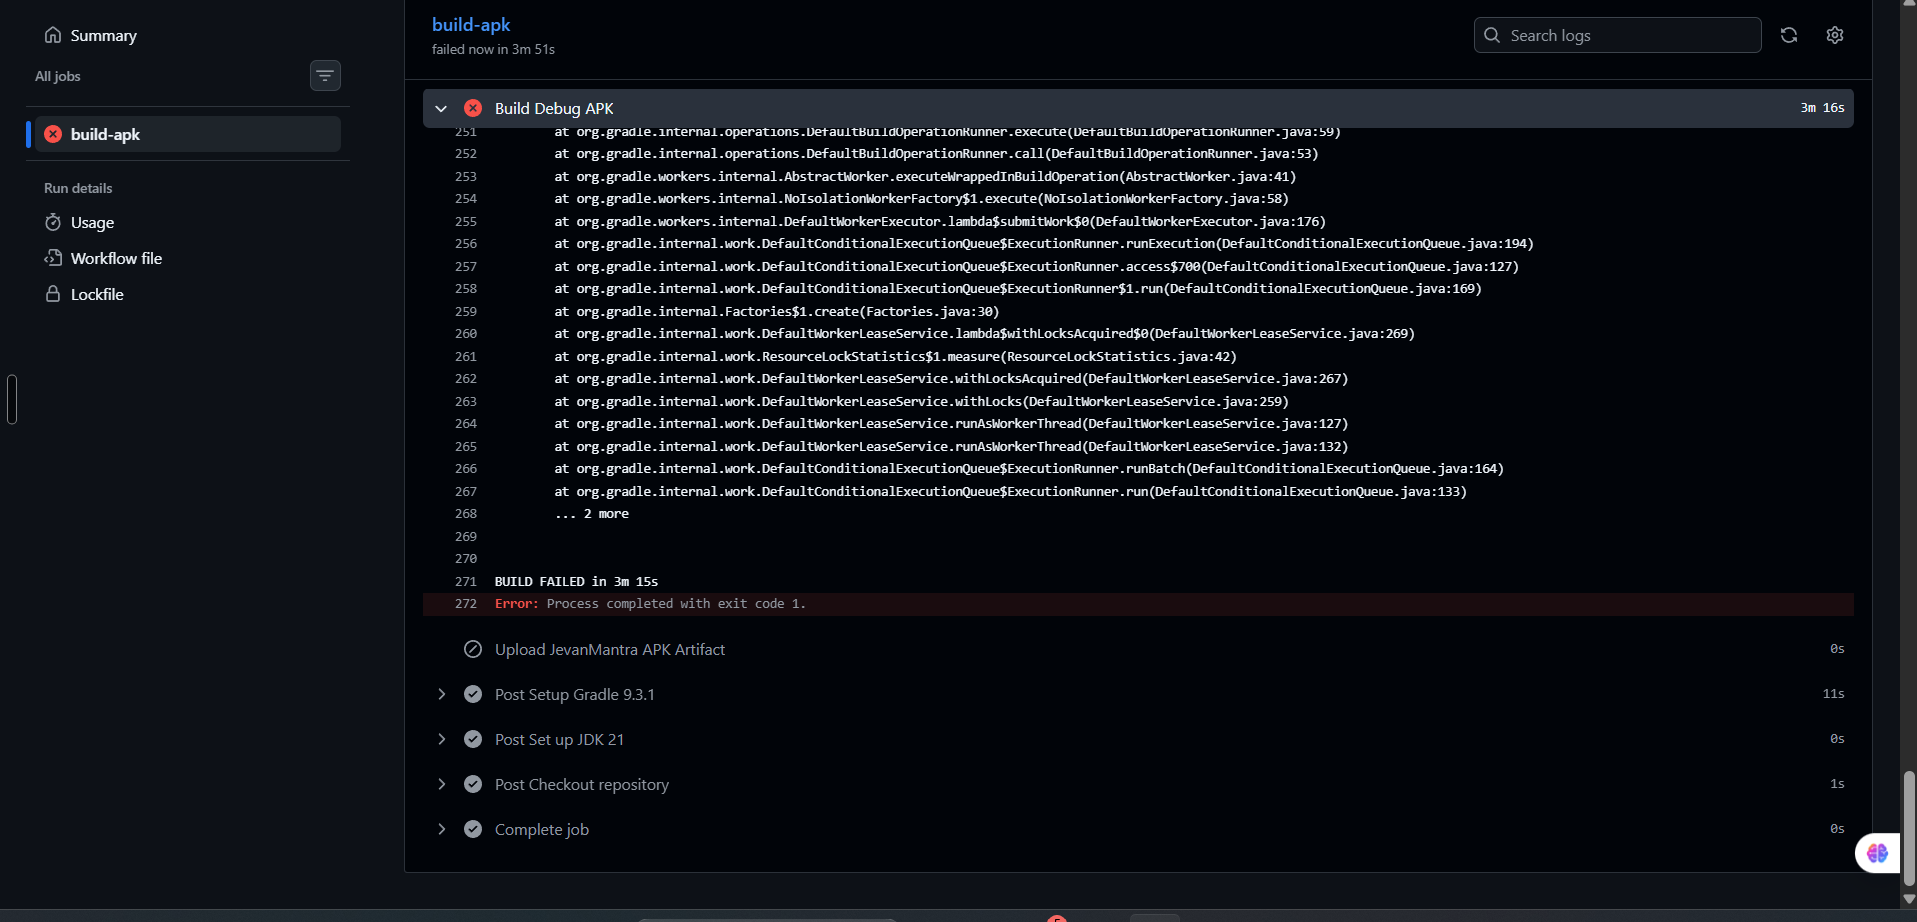 Summary
All jobs
build-apk
Run details
Usage
Workflow file
Lockfile
build-apk
failed now in 3m 51s
Search logs
Build Debug APK
3m 16s
251 at org.gradle.internal.operations.DefaultBuildOperationRunner.execute(DefaultBuildOperationRunner.java:59)
252 at org.gradle.internal.operations.DefaultBuildOperationRunner.call(DefaultBuildOperationRunner.java:53)
253 at org.gradle.workers.internal.AbstractWorker.executeWrappedInBuildOperation(AbstractWorker.java:41)
254 at org.gradle.workers.internal.NoIsolationWorkerFactory$1.execute(NoIsolationWorkerFactory.java:58)
255 at org.gradle.workers.internal.DefaultWorkerExecutor.lambda$submitWork$0(DefaultWorkerExecutor.java:176)
256 at org.gradle.internal.work.DefaultConditionalExecutionQueue$ExecutionRunner.runExecution(DefaultConditionalExecutionQueue.java:194)
257 at org.gradle.internal.work.DefaultConditionalExecutionQueue$ExecutionRunner.access$700(DefaultConditionalExecutionQueue.java:127)
258 at org.gradle.internal.work.DefaultConditionalExecutionQueue$ExecutionRunner$1.run(DefaultConditionalExecutionQueue.java:169)
259 at org.gradle.internal.Factories$1.create(Factories.java:30)
260 at org.gradle.internal.work.DefaultWorkerLeaseService.lambda$withLocksAcquired$0(DefaultWorkerLeaseService.java:269)
261 at org.gradle.internal.work.ResourceLockStatistics$1.measure(ResourceLockStatistics.java:42)
262 at org.gradle.internal.work.DefaultWorkerLeaseService.withLocksAcquired(DefaultWorkerLeaseService.java:267)
263 at org.gradle.internal.work.DefaultWorkerLeaseService.withLocks(DefaultWorkerLeaseService.java:259)
264 at org.gradle.internal.work.DefaultWorkerLeaseService.runAsWorkerThread(DefaultWorkerLeaseService.java:127)
265 at org.gradle.internal.work.DefaultWorkerLeaseService.runAsWorkerThread(DefaultWorkerLeaseService.java:132)
266 at org.gradle.internal.work.DefaultConditionalExecutionQueue$ExecutionRunner.runBatch(DefaultConditionalExecutionQueue.java:164)
267 at org.gradle.internal.work.DefaultConditionalExecutionQueue$ExecutionRunner.run(DefaultConditionalExecutionQueue.java:133)
268 ... 2 more
269
270
271 BUILD FAILED in 3m 15s
272 Error: Process completed with exit code 1.
Upload JevanMantra APK Artifact 0s
Post Setup Gradle 9.3.1 11s
Post Set up JDK 21 0s
Post Checkout repository 1s
Complete job 0s